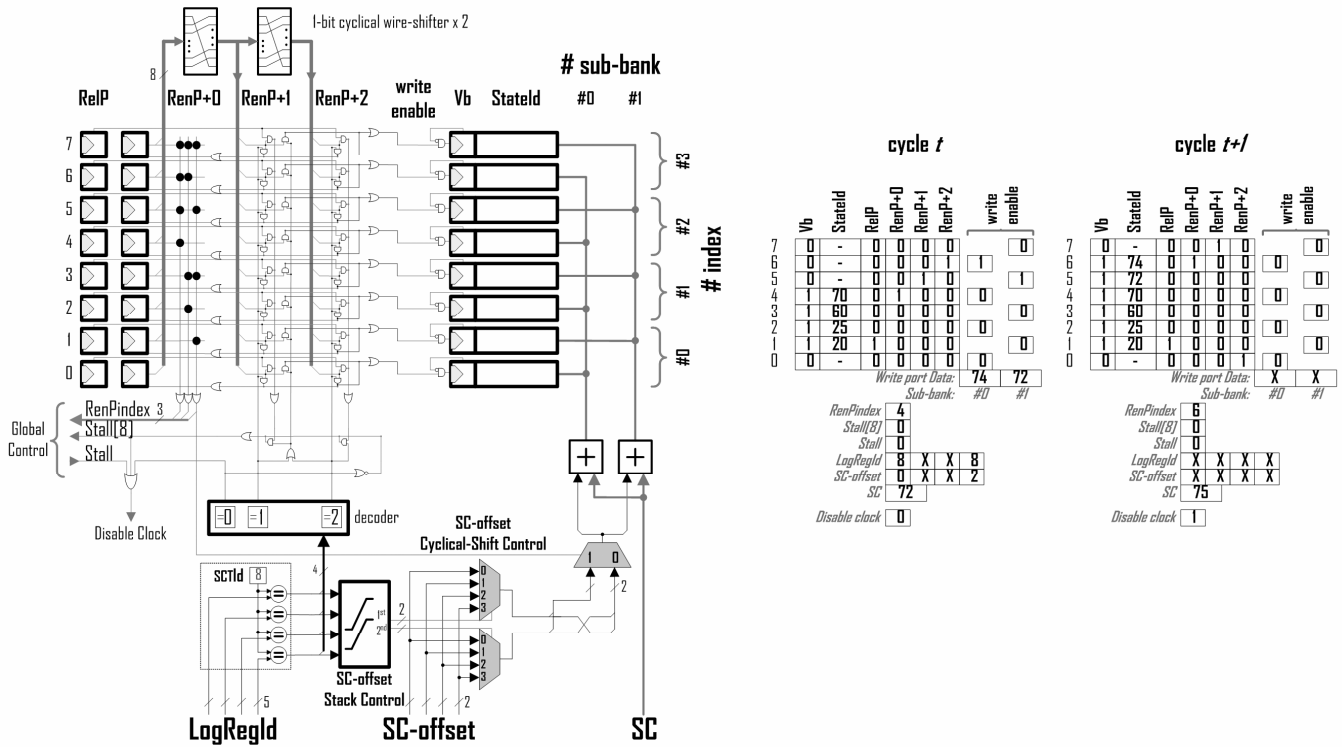 1-bit cyclical wire-shifter x 2
8
# sub-bank
RelP RenP+0 RenP+1 RenP+2 write enable Vb StateId #0 #1
7
6
5
4
3
2
1
0
#3
#2
#1
#0
# index
Global Control
RenPindex 3
Stall[8]
Stall
Disable Clock
=0 =1 =2 decoder
SC-offset
Cyclical-Shift Control
1 0
sctId 8
=
=
=
=
4
1st
2nd
2
2
0
1
2
3
0
1
2
3
SC-offset
Stack Control
5
2
LogRegId SC-offset SC
cycle t
Vb StateId RelP RenP+0 RenP+1 RenP+2 write enable
7 0 - 0 0 0 0 0
6 0 - 0 0 0 1 1
5 0 - 0 0 1 0 1
4 1 70 0 1 0 0 0
3 1 60 0 0 0 0 0
2 1 25 0 0 0 0 0
1 1 20 1 0 0 0 0
0 0 - 0 0 0 0 0
Write port Data: 74 72
Sub-bank: #0 #1
RenPindex 4
Stall[8] 0
Stall 0
LogRegId 8 X X 8
SC-offset 0 X X 2
SC 72
Disable clock 0
cycle t+1
Vb StateId RelP RenP+0 RenP+1 RenP+2 write enable
7 0 - 0 0 1 0 0
6 1 74 0 1 0 0 0
5 1 72 0 0 0 0 0
4 1 70 0 0 0 0 0
3 1 60 0 0 0 0 0
2 1 25 0 0 0 0 0
1 1 20 1 0 0 0 0
0 0 - 0 0 0 1 0
Write port Data: X X
Sub-bank: #0 #1
RenPindex 6
Stall[8] 0
Stall 0
LogRegId X X X X
SC-offset X X X X
SC 75
Disable clock 1